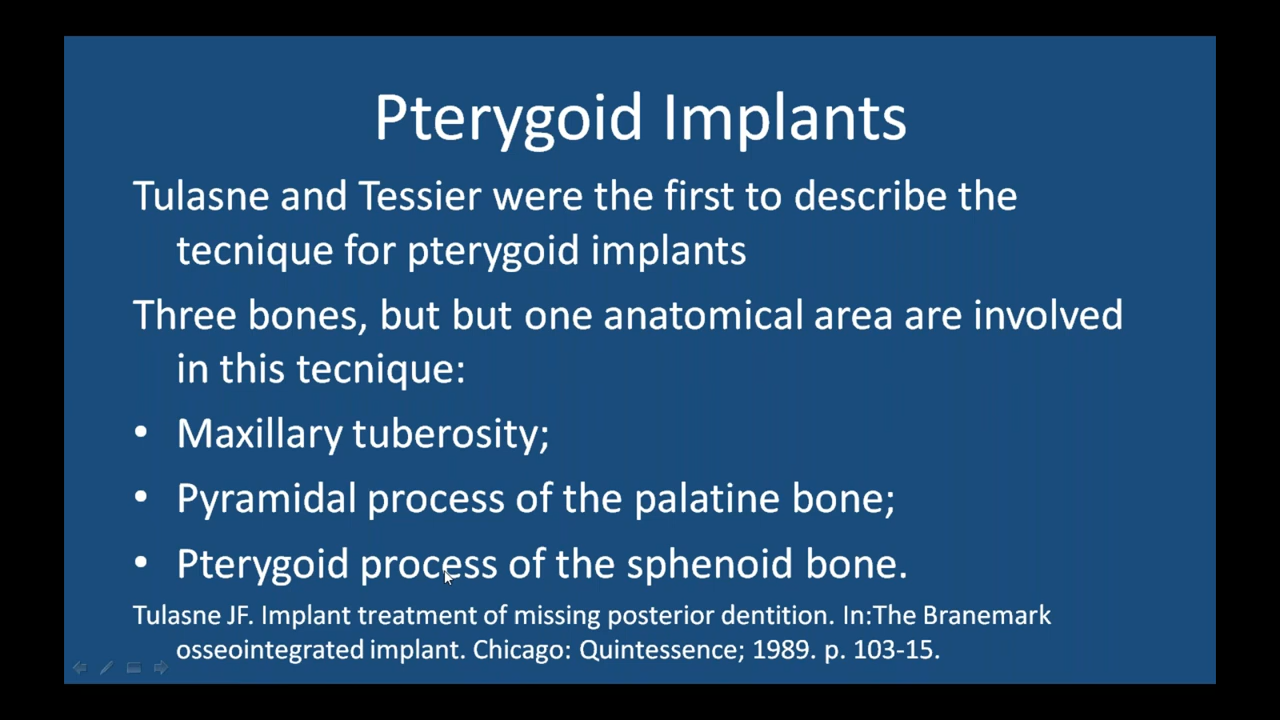 Pterygoid Implants
Tulasne and Tessier were the first to describe the
tecnique for pterygoid implants
Three bones, but but one anatomical area are involved
in this tecnique:
• Maxillary tuberosity;
• Pyramidal process of the palatine bone;
• Pterygoid process of the sphenoid bone.
Tulasne JF. Implant treatment of missing posterior dentition. In:The Branemark
osseointegrated implant. Chicago: Quintessence; 1989. p. 103-15.